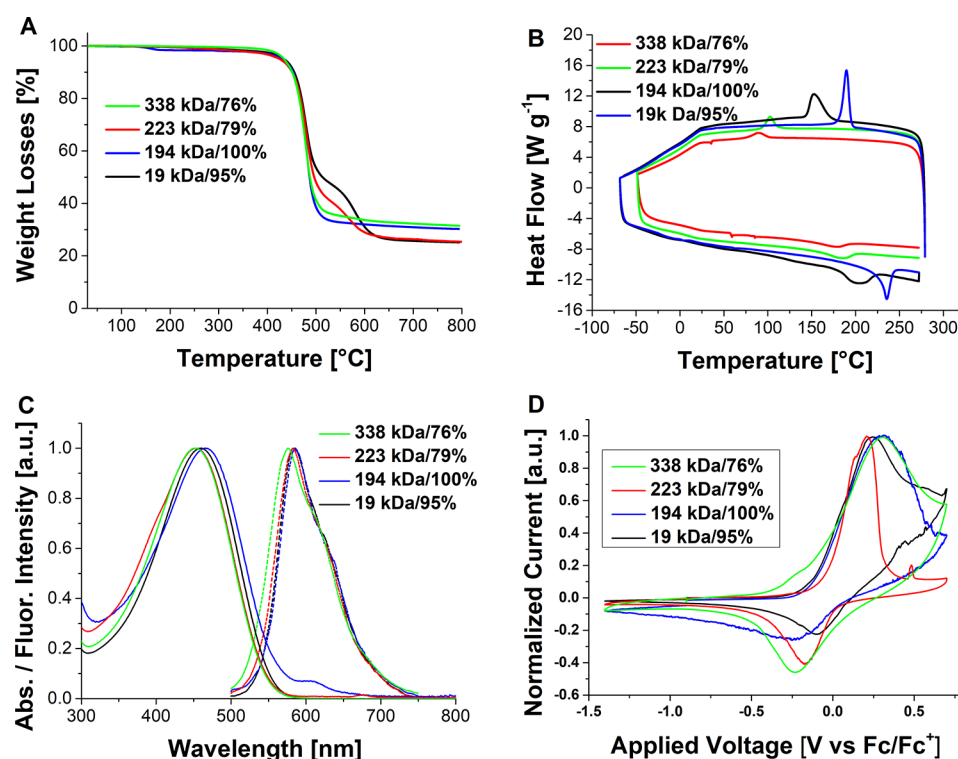 A
Weight Losses [%]
100
80
60
40
20
0
338 kDa/76%
223 kDa/79%
194 kDa/100%
19 kDa/95%
100 200 300 400 500 600 700 800
Temperature [°C]
B
Heat Flow [W g-1]
20
16
12
8
4
0
-4
-8
-12
-16
338 kDa/76%
223 kDa/79%
194 kDa/100%
19k Da/95%
-100 -50 0 50 100 150 200 250 300
Temperature [°C]
C
Abs. / Fluor. Intensity [a.u.]
1.0
0.8
0.6
0.4
0.2
0.0
338 kDa/76%
223 kDa/79%
194 kDa/100%
19 kDa/95%
300 400 500 600 700 800
Wavelength [nm]
D
Normalized Current [a.u.]
1.0
0.8
0.6
0.4
0.2
0.0
-0.2
-0.4
-0.6
338 kDa/76%
223 kDa/79%
194 kDa/100%
19 kDa/95%
-1.5 -1.0 -0.5 0.0 0.5
Applied Voltage [V vs Fc/Fc+]